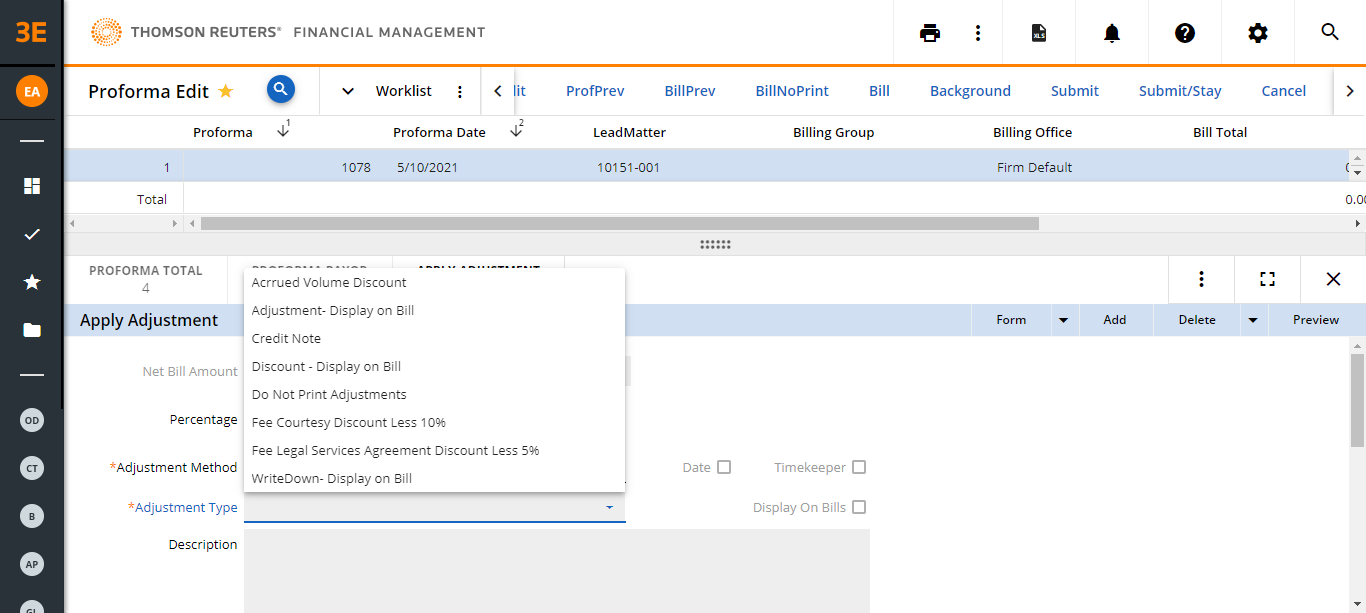 3E
THOMSON REUTERS® FINANCIAL MANAGEMENT
XLS
EA
Proforma Edit
Worklist
lit
ProfPrev
BillPrev
BillNoPrint
Bill
Background
Submit
Submit/Stay
Cancel
Proforma 1
Proforma Date 2
LeadMatter
Billing Group
Billing Office
Bill Total
1
1078
5/10/2021
10151-001
Firm Default
Total
0.00
PROFORMA TOTAL
4
PROFORMA PAYOR
APPLY ADJUSTMENT
Apply Adjustment
Form
Add
Delete
Preview
Accrued Volume Discount
Adjustment- Display on Bill
Credit Note
Discount - Display on Bill
Do Not Print Adjustments
Fee Courtesy Discount Less 10%
Fee Legal Services Agreement Discount Less 5%
WriteDown- Display on Bill
Net Bill Amount
Percentage
*Adjustment Method
Date
Timekeeper
*Adjustment Type
Display On Bills
Description
OD
CT
B
AP
GL